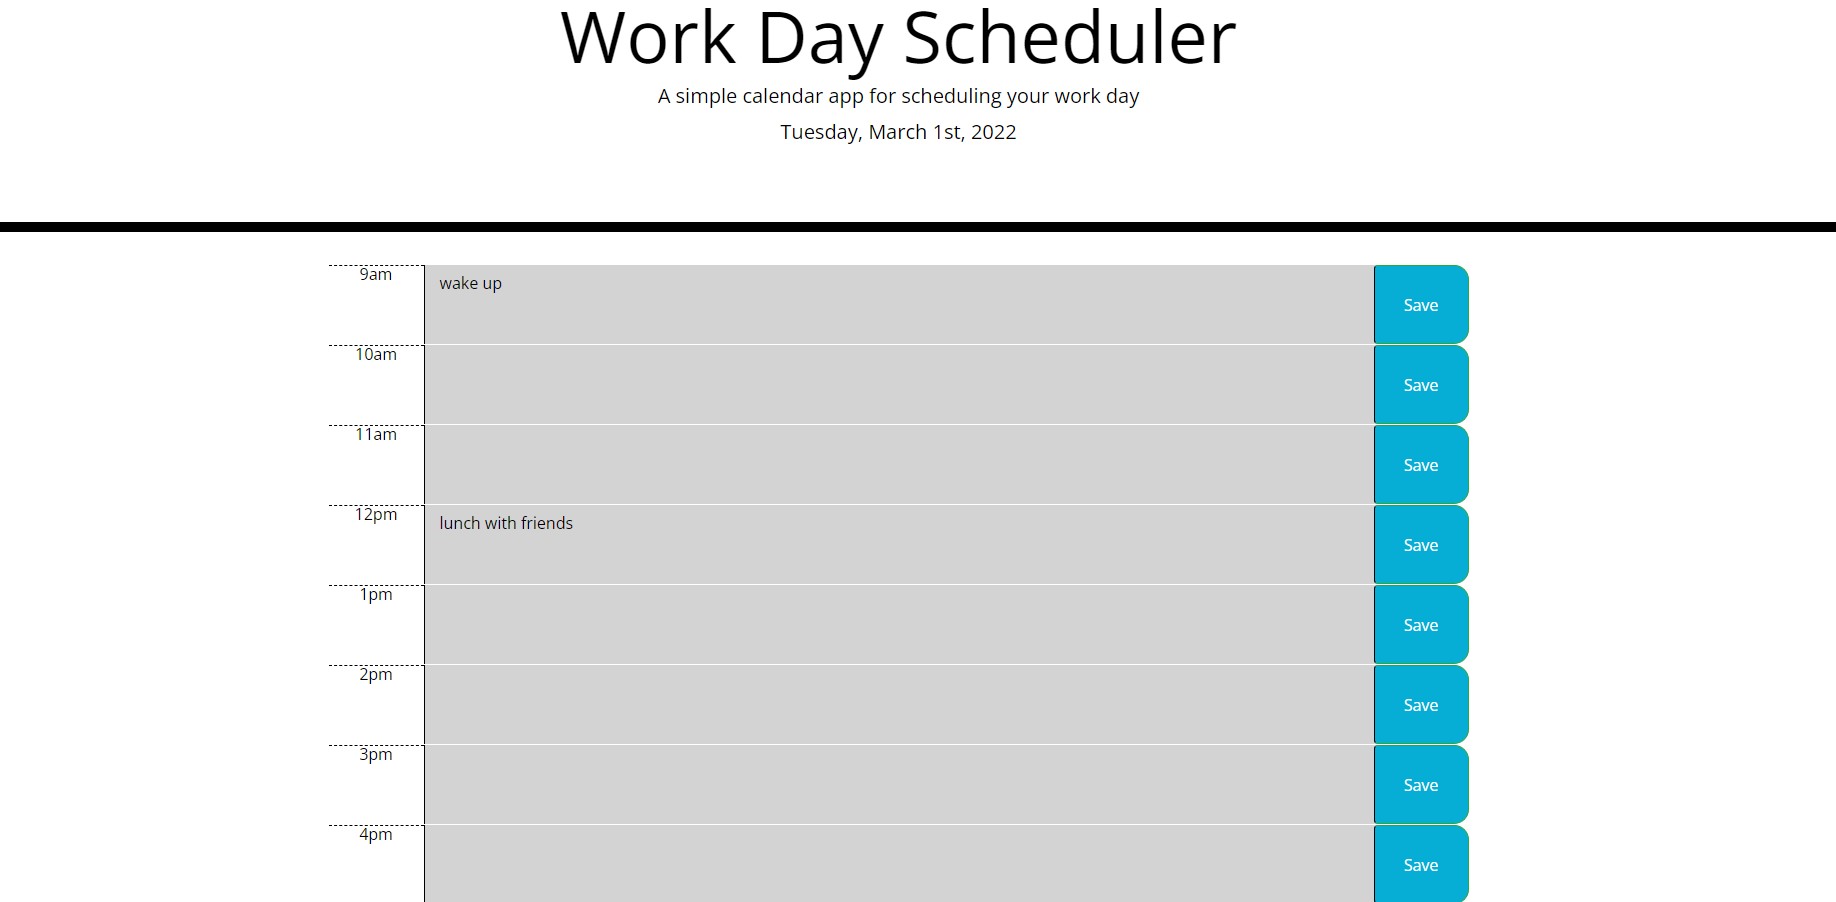 Work Day Scheduler
A simple calendar app for scheduling your work day
Tuesday, March 1st, 2022
9am wake up Save
10am Save
11am Save
12pm lunch with friends Save
1pm Save
2pm Save
3pm Save
4pm Save